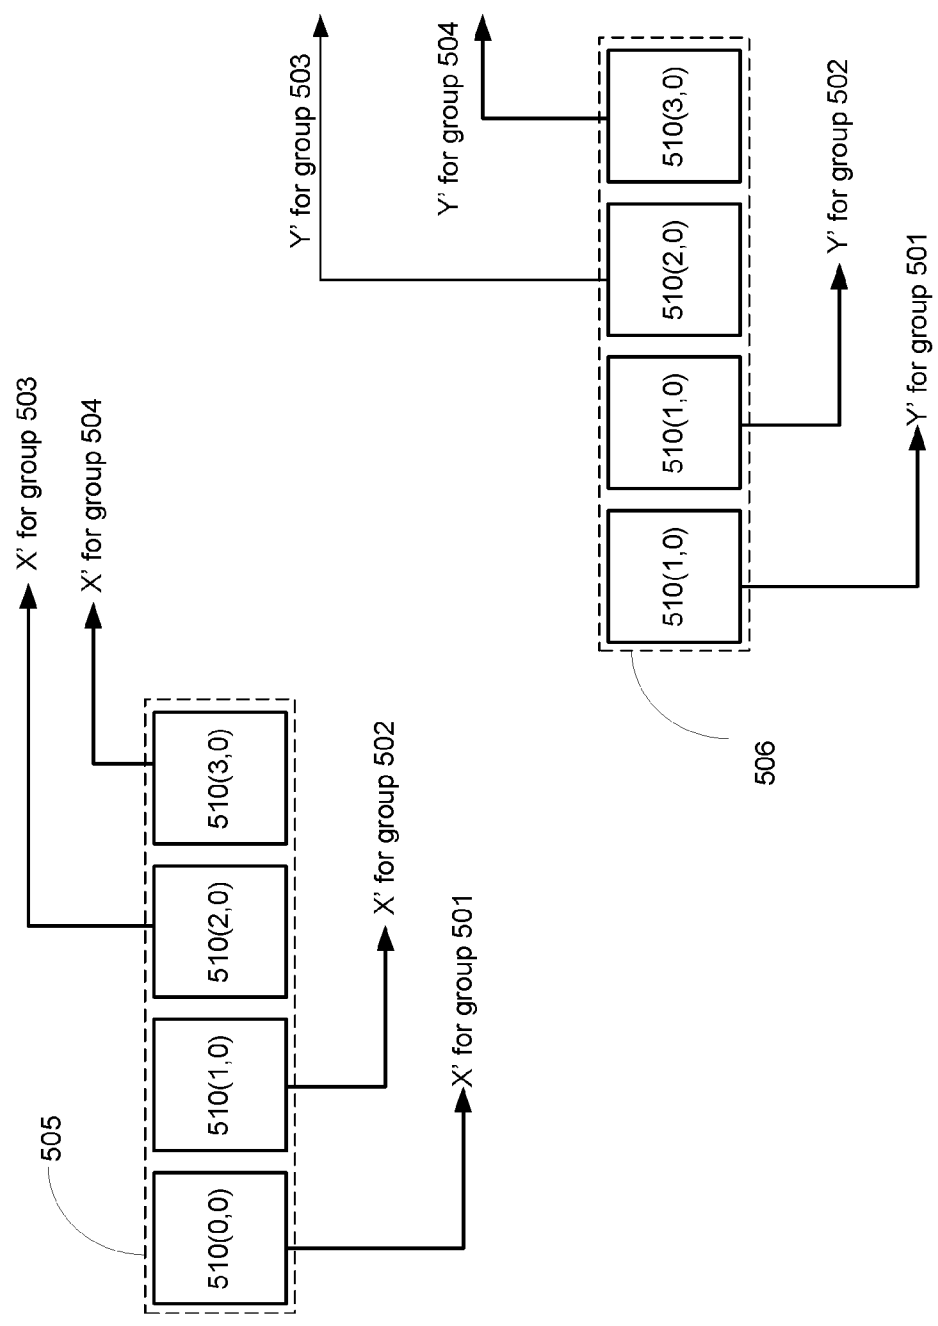 505
510(0,0)
510(1,0)
510(2,0)
510(3,0)
X' for group 503
X' for group 504
X' for group 502
X' for group 501
506
510(1,0)
510(1,0)
510(2,0)
510(3,0)
Y' for group 503
Y' for group 504
Y' for group 502
Y' for group 501